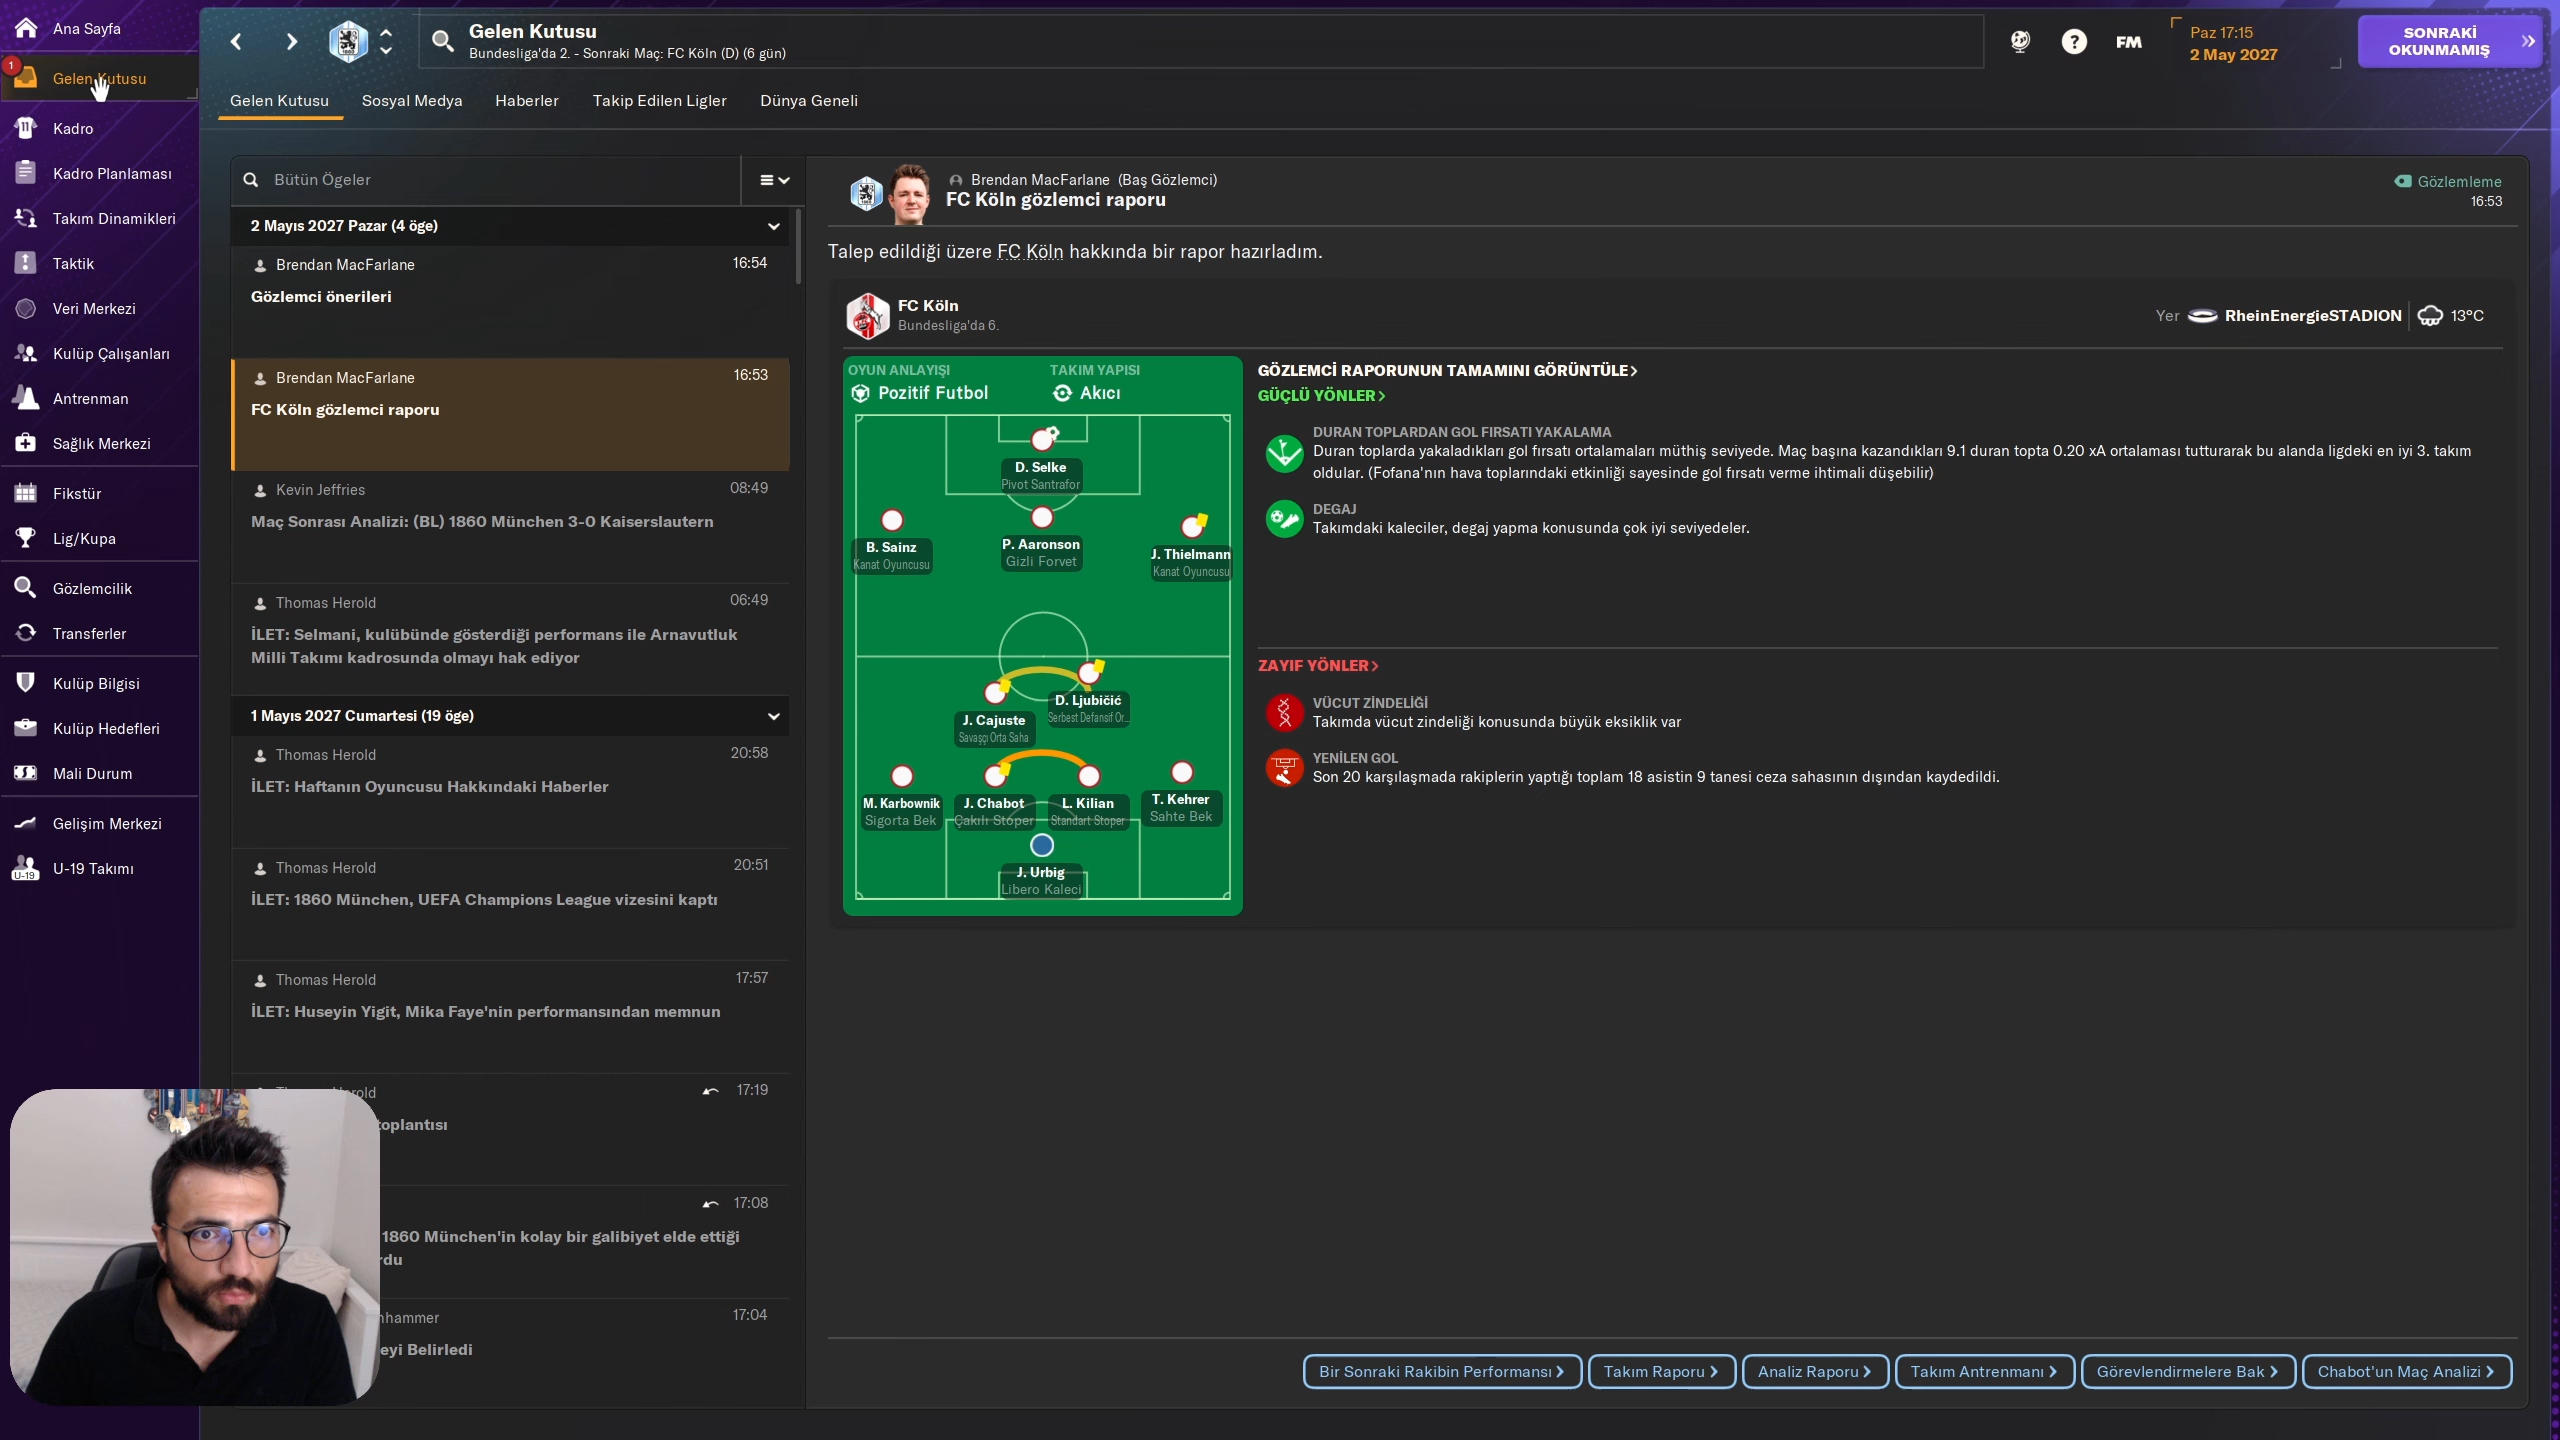 Ana Sayfa
1
Gelen Kutusu
Kadro
Kadro Planlaması
Takım Dinamikleri
Taktik
Veri Merkezi
Kulüp Çalışanları
Antrenman
Sağlık Merkezi
Fikstür
Lig/Kupa
Gözlemcilik
Transferler
Kulüp Bilgisi
Kulüp Hedefleri
Mali Durum
Gelişim Merkezi
U-19
U-19 Takımı
Gelen Kutusu
Bundesliga'da 2. - Sonraki Maç: FC Köln (D) (6 gün)
?
FM
Paz 17:15
2 May 2027
SONRAKİ
OKUNMAMIŞ
Gelen Kutusu
Sosyal Medya
Haberler
Takip Edilen Ligler
Dünya Geneli
Bütün Ögeler
2 Mayıs 2027 Pazar (4 öge)
Brendan MacFarlane
16:54
Gözlemci önerileri
Brendan MacFarlane
16:53
FC Köln gözlemci raporu
Kevin Jeffries
08:49
Maç Sonrası Analizi: (BL) 1860 München 3-0 Kaiserslautern
Thomas Herold
06:49
İLET: Selmani, kulübünde gösterdiği performans ile Arnavutluk
Milli Takımı kadrosunda olmayı hak ediyor
1 Mayıs 2027 Cumartesi (19 öge)
Thomas Herold
20:58
İLET: Haftanın Oyuncusu Hakkındaki Haberler
Thomas Herold
20:51
İLET: 1860 München, UEFA Champions League vizesini kaptı
Thomas Herold
17:57
İLET: Huseyin Yigit, Mika Faye'nin performansından memnun
17:19
toplantısı
17:08
1860 München'in kolay bir galibiyet elde ettiği
17:04
Belirledi
Brendan MacFarlane (Baş Gözlemci)
FC Köln gözlemci raporu
Gözlemleme
16:53
Talep edildiği üzere FC Köln hakkında bir rapor hazırladım.
FC Köln
Bundesliga'da 6.
Yer
RheinEnergieSTADION
13°C
OYUN ANLAYIŞI
TAKIM YAPISI
Pozitif Futbol
Akıcı
D. Selke
Pivot Santrafor
B. Sainz
Kanat Oyuncusu
P. Aaronson
Gizli Forvet
J. Thielmann
Kanat Oyuncusu
J. Cajuste
Savaşçı Orta Saha
D. Ljubičić
Serbest Defansif Or...
M. Karbownik
Sigorta Bek
J. Chabot
Çakılı Stoper
L. Kilian
Standart Stoper
T. Kehrer
Sahte Bek
J. Urbig
Libero Kaleci
GÖZLEMCİ RAPORUNUN TAMAMINI GÖRÜNTÜLE
GÜÇLÜ YÖNLER
DURAN TOPLARDAN GOL FIRSATI YAKALAMA
Duran toplarda yakaladıkları gol fırsatı ortalamaları müthiş seviyede. Maç başına kazandıkları 9.1 duran topta 0.20 xA ortalaması tutturarak bu alanda ligdeki en iyi 3. takım
oldular. (Fofana'nın hava toplarındaki etkinliği sayesinde gol fırsatı verme ihtimali düşebilir)
DEGAJ
Takımdaki kaleciler, degaj yapma konusunda çok iyi seviyedeler.
ZAYIF YÖNLER
VÜCUT ZİNDELİĞİ
Takımda vücut zindeliği konusunda büyük eksiklik var
YENİLEN GOL
Son 20 karşılaşmada rakiplerin yaptığı toplam 18 asistin 9 tanesi ceza sahasının dışından kaydedildi.
Bir Sonraki Rakibin Performansı
Takım Raporu
Analiz Raporu
Takım Antrenmanı
Görevlendirmelere Bak
Chabot'un Maç Analizi